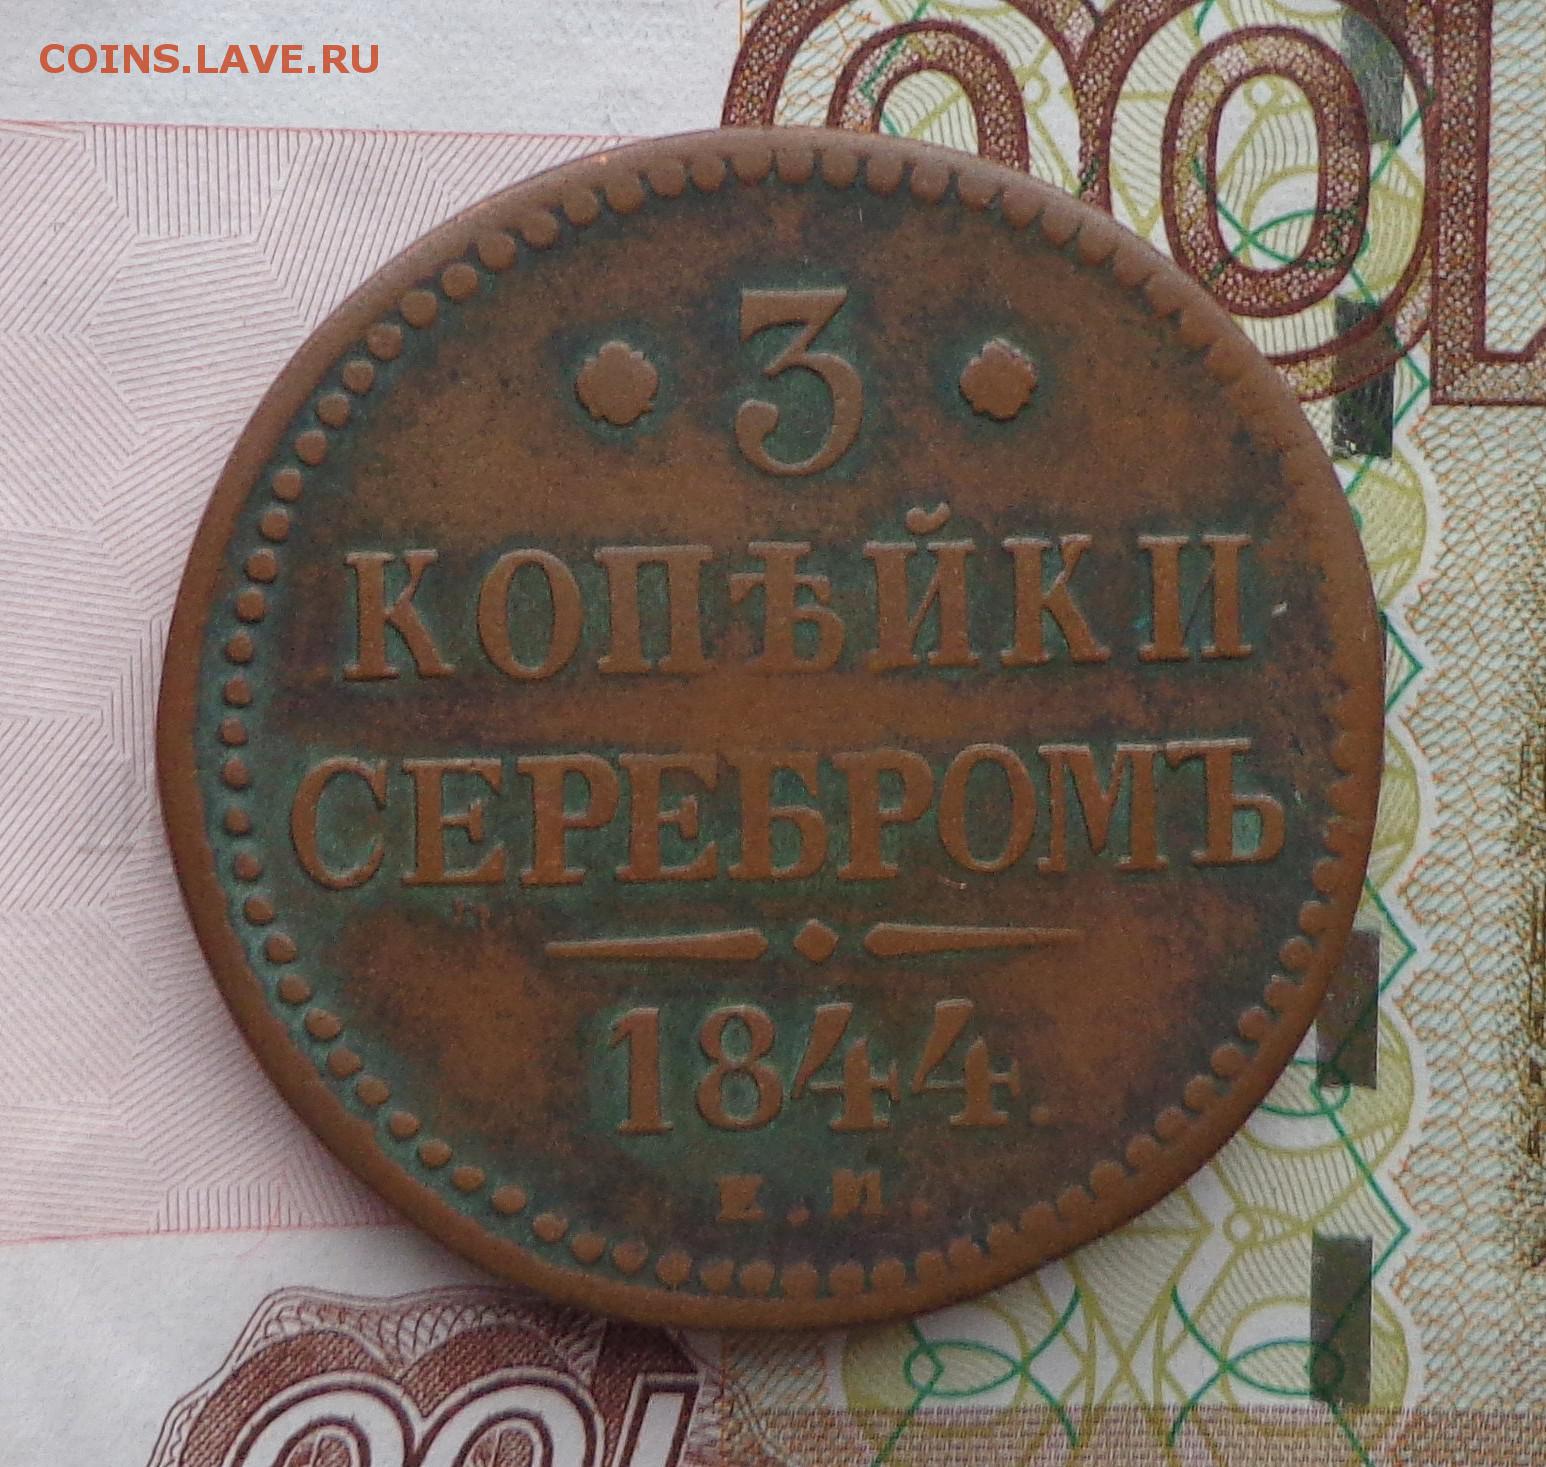 COINS.LAVE.RU
3
КОПѢЙКИ
СЕРЕБРОМЪ
1844.
Е.М.